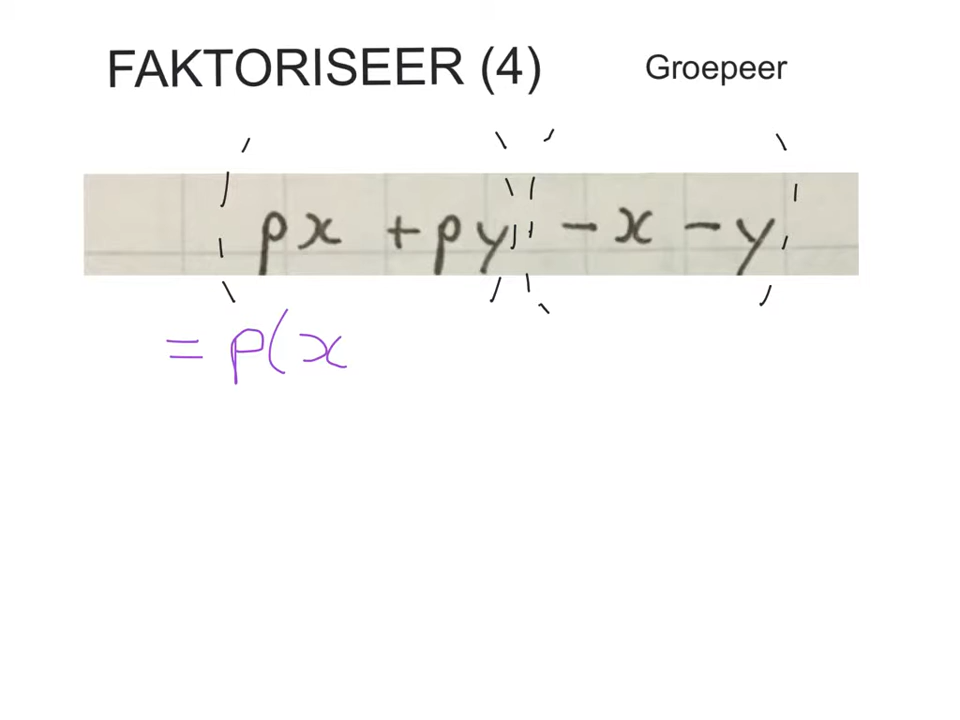 FAKTORISEER (4) Groepeer
px + py - x - y
= p(x